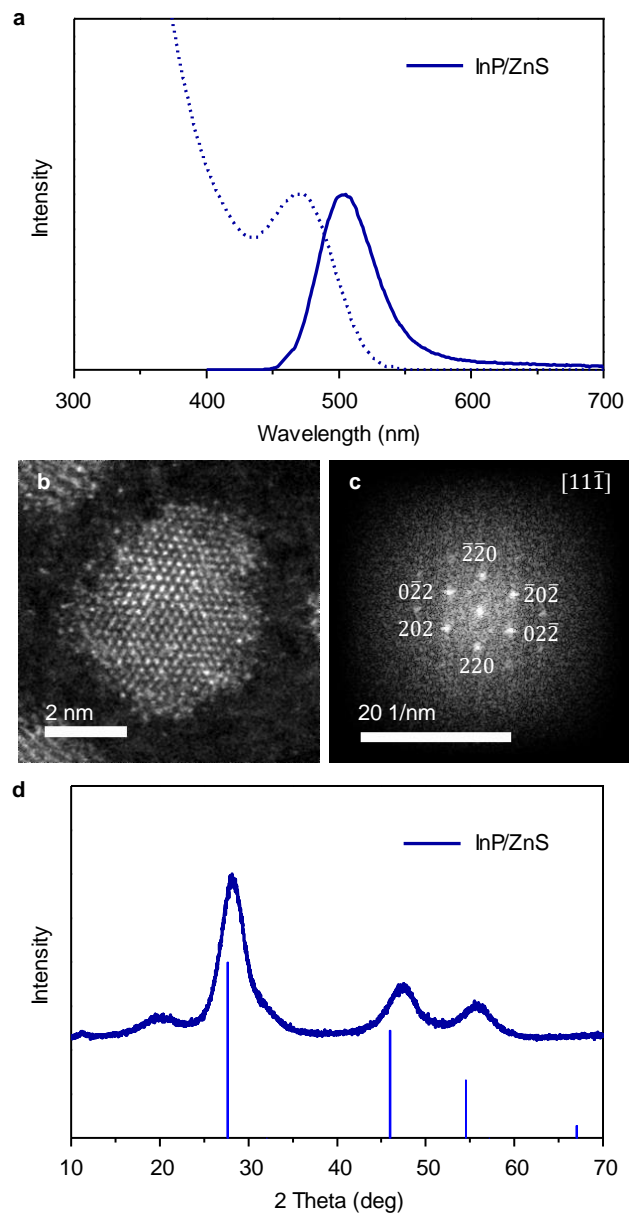 a
InP/ZnS
Intensity
300 400 500 600 700
Wavelength (nm)
b
2 nm
c
[111̅]
2̅2̅0
02̅2 2̅02̅
202 022̅
220
20 1/nm
d
InP/ZnS
Intensity
10 20 30 40 50 60 70
2 Theta (deg)